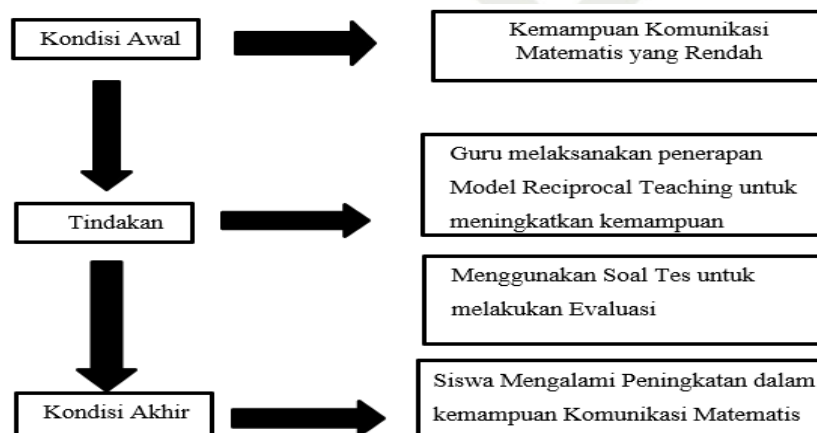 Kondisi Awal
Kemampuan Komunikasi
Matematis yang Rendah
Tindakan
Guru melaksanakan penerapan
Model Reciprocal Teaching untuk
meningkatkan kemampuan
Menggunakan Soal Tes untuk
melakukan Evaluasi
Kondisi Akhir
Siswa Mengalami Peningkatan dalam
kemampuan Komunikasi Matematis